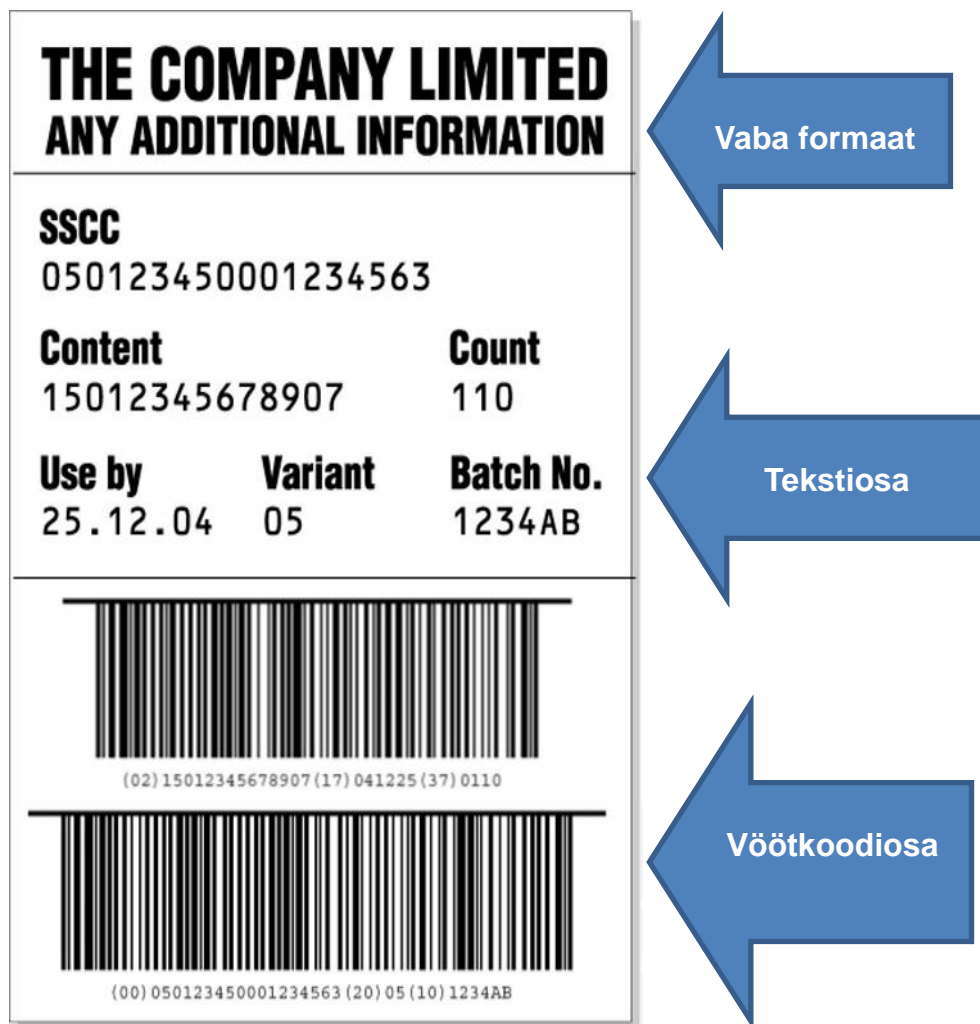 THE COMPANY LIMITED
ANY ADDITIONAL INFORMATION
Vaba formaat
SSCC
050123450001234563
Content Count
15012345678907 110
Use by Variant Batch No.
25.12.04 05 1234AB
Tekstiosa
(02)15012345678907(17)041225(37)0110
Vöötkoodiosa
(00)050123450001234563(20)05(10)1234AB